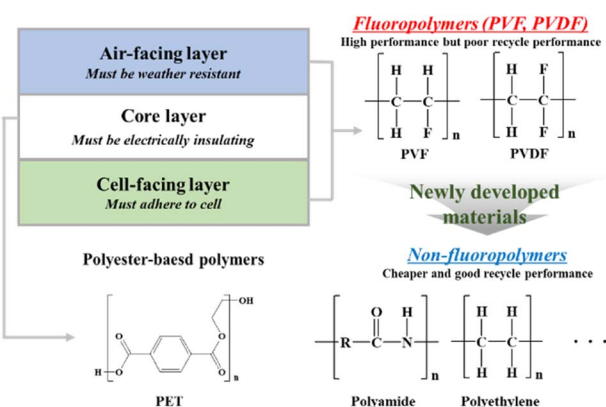 Fluoropolymers (PVF, PVDF)
High performance but poor recycle performance
Air-facing layer
Must be weather resistant
Core layer
Must be electrically insulating
Cell-facing layer
Must adhere to cell
H H
C C
H F
n
PVF
H F
C C
H F
n
PVDF
Newly developed
materials
Non-fluoropolymers
Cheaper and good recycle performance
Polyester-baesd polymers
OH
O
O
H O
O
n
PET
O H
R C N
n
Polyamide
H H
C C
H H
n
Polyethylene
· · ·